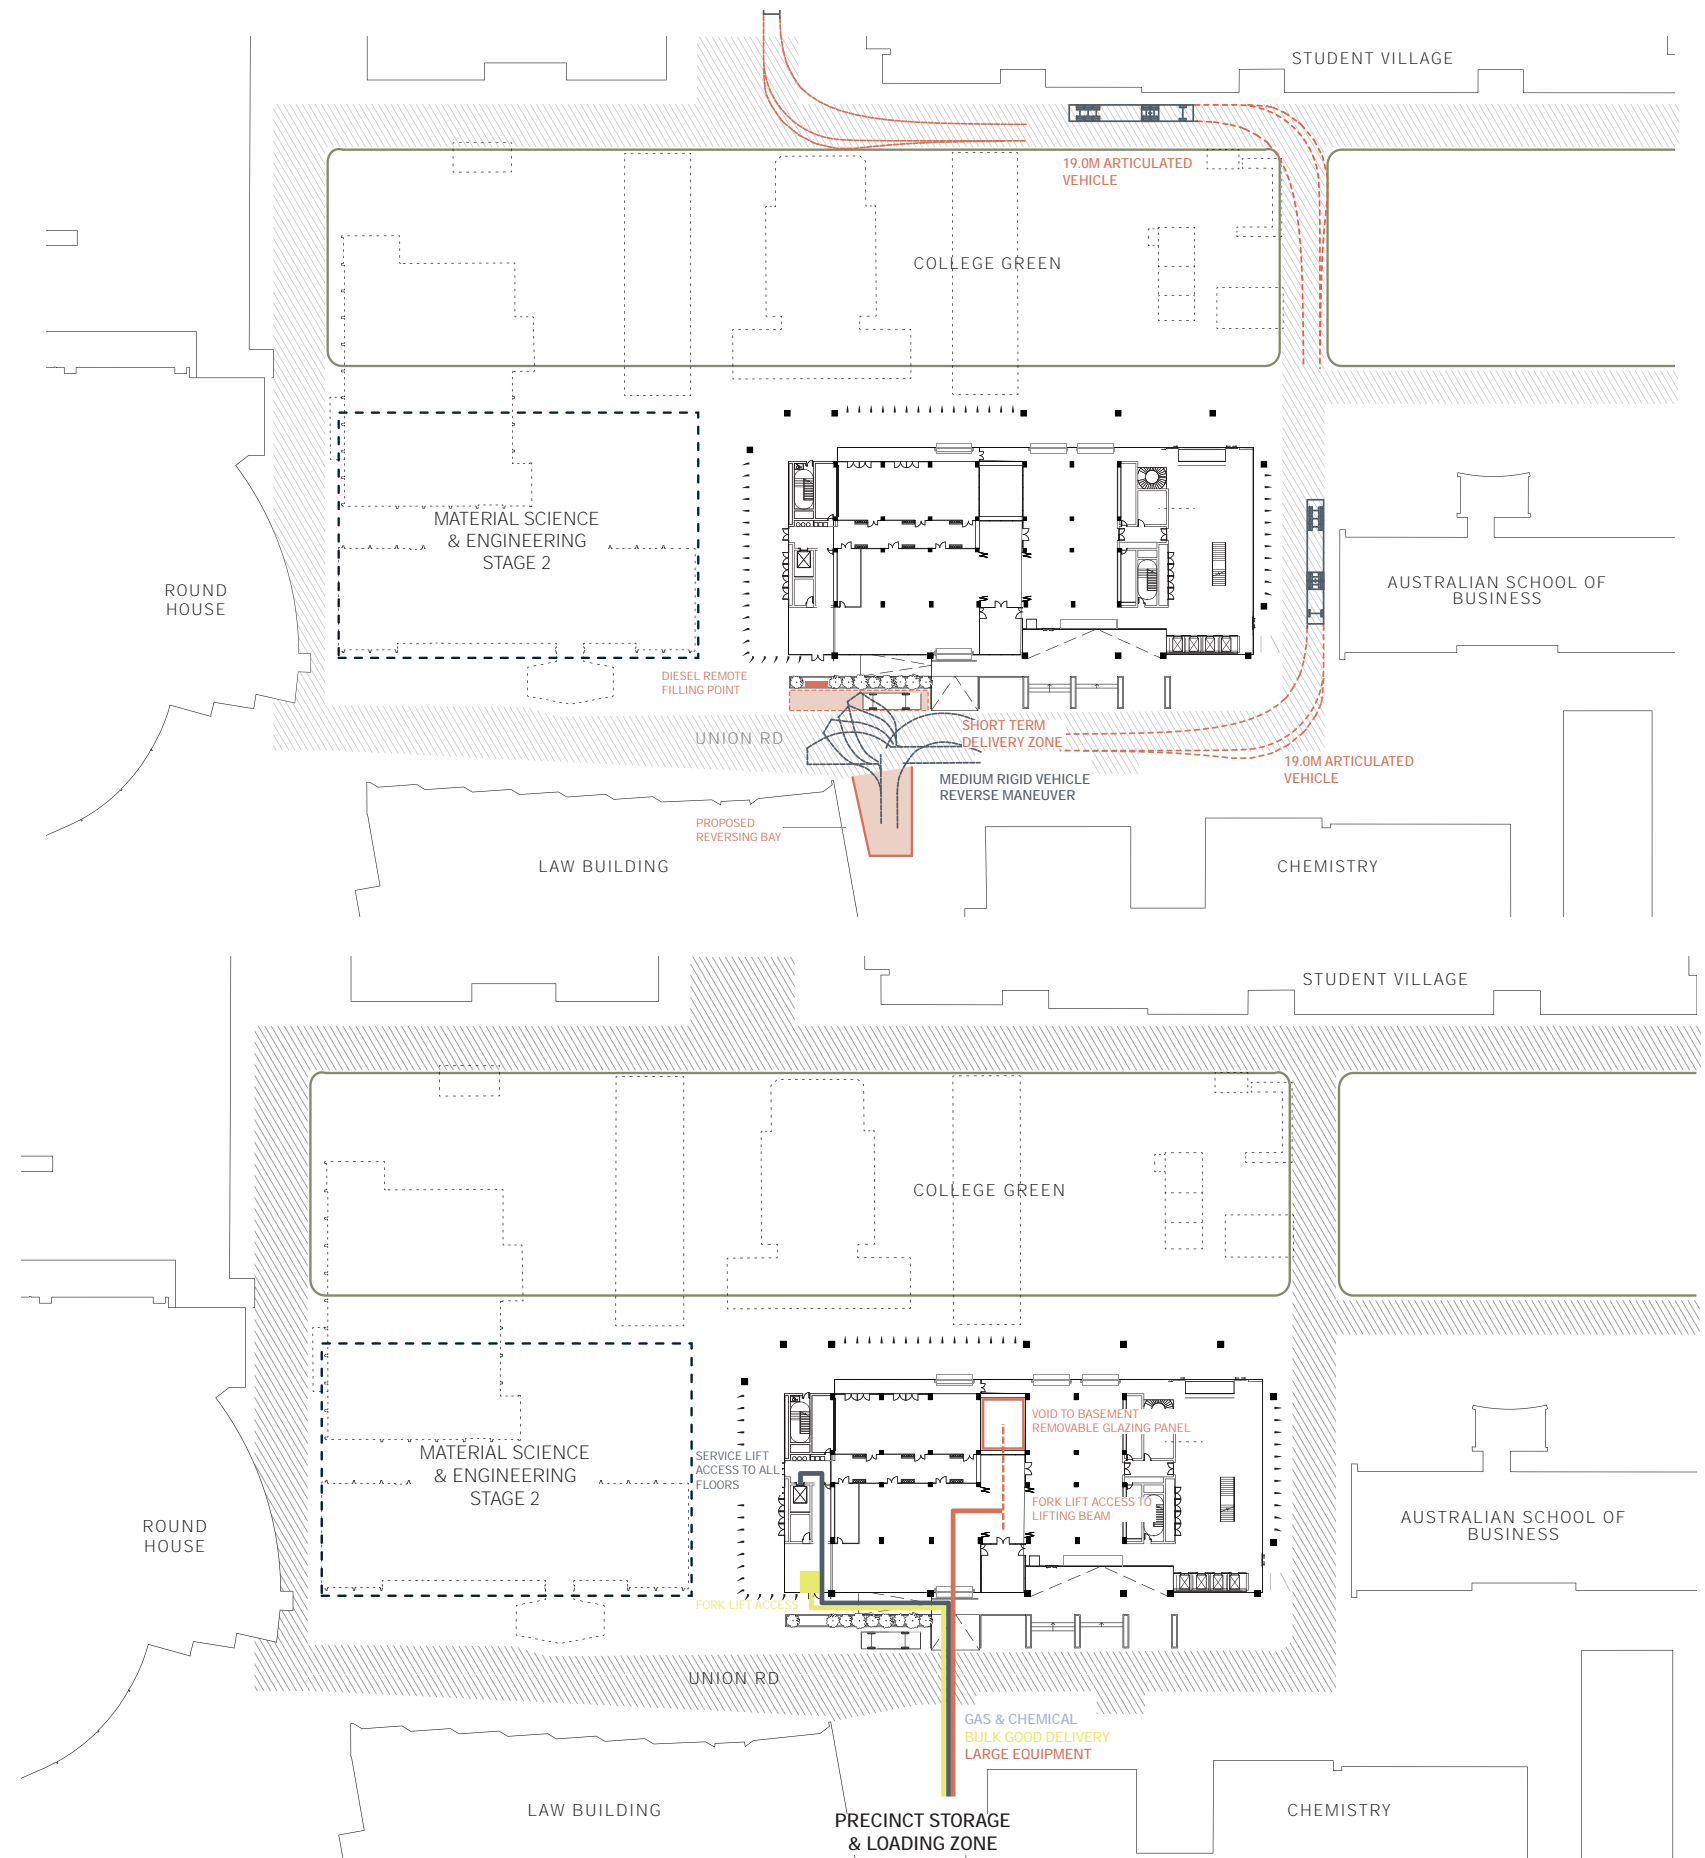 STUDENT VILLAGE
19.0M ARTICULATED
VEHICLE
COLLEGE GREEN
MATERIAL SCIENCE
& ENGINEERING
STAGE 2
ROUND
HOUSE
AUSTRALIAN SCHOOL OF
BUSINESS
DIESEL REMOTE
FILLING POINT
UNION RD
SHORT TERM
DELIVERY ZONE
19.0M ARTICULATED
VEHICLE
MEDIUM RIGID VEHICLE
REVERSE MANEUVER
PROPOSED
REVERSING BAY
LAW BUILDING
CHEMISTRY
STUDENT VILLAGE
COLLEGE GREEN
VOID TO BASEMENT
REMOVABLE GLAZING PANEL
MATERIAL SCIENCE
& ENGINEERING
STAGE 2
SERVICE LIFT
ACCESS TO ALL
FLOORS
FORK LIFT ACCESS TO
LIFTING BEAM
ROUND
HOUSE
AUSTRALIAN SCHOOL OF
BUSINESS
FORK LIFT ACCESS
UNION RD
GAS & CHEMICAL
BULK GOOD DELIVERY
LARGE EQUIPMENT
LAW BUILDING
CHEMISTRY
PRECINCT STORAGE
& LOADING ZONE